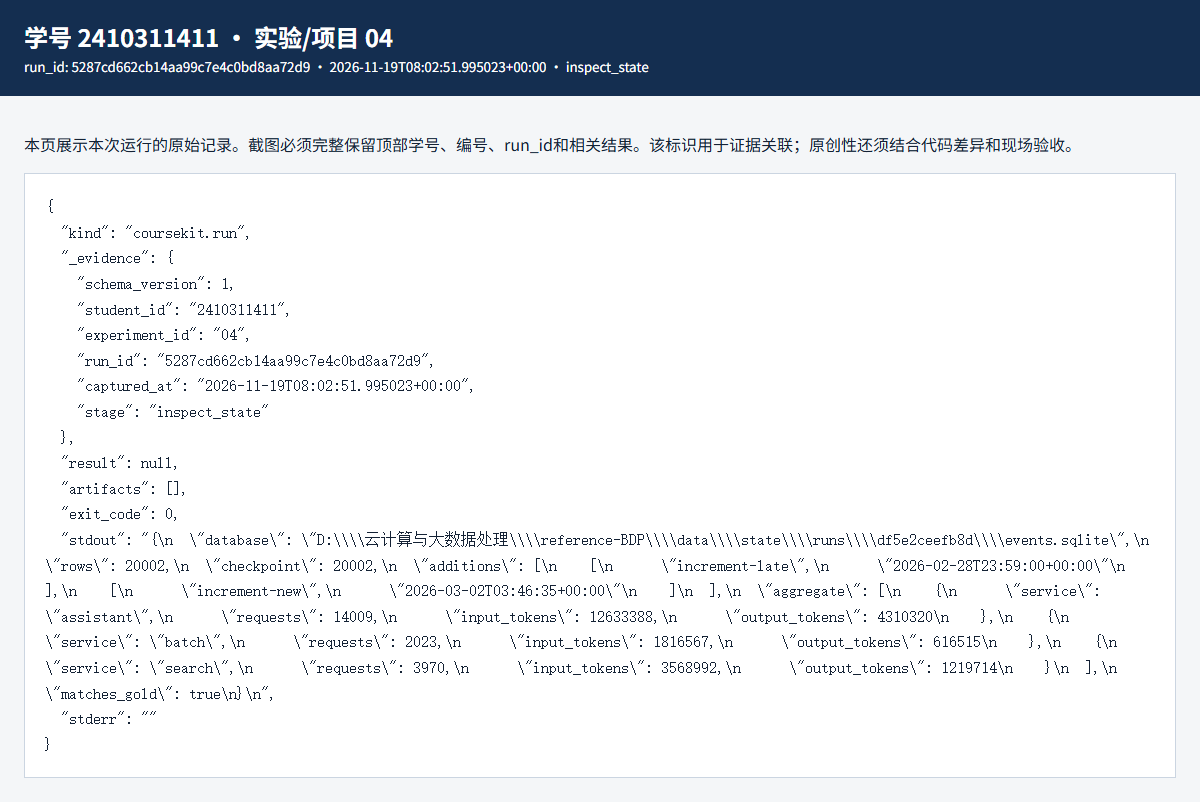 学号 2410311411 · 实验/项目 04
run_id: 5287cd662cb14aa99c7e4c0bd8aa72d9 · 2026-11-19T08:02:51.995023+00:00 · inspect_state
本页展示本次运行的原始记录。截图必须完整保留顶部学号、编号、run_id和相关结果。该标识用于证据关联；原创性还须结合代码差异和现场验收。
{
  "kind": "coursekit.run",
  "_evidence": {
    "schema_version": 1,
    "student_id": "2410311411",
    "experiment_id": "04",
    "run_id": "5287cd662cb14aa99c7e4c0bd8aa72d9",
    "captured_at": "2026-11-19T08:02:51.995023+00:00",
    "stage": "inspect_state"
  },
  "result": null,
  "artifacts": [],
  "exit_code": 0,
  "stdout": "{\n  \"database\": \"D:\\\\云计算与大数据处理\\\\reference-BDP\\\\data\\\\state\\\\runs\\\\df5e2ceefb8d\\\\events.sqlite\",\n
\"rows\": 20002,\n  \"checkpoint\": 20002,\n  \"additions\": [\n    [\n      \"increment-late\",\n      \"2026-02-28T23:59:00+00:00\"\n
],\n    [\n      \"increment-new\",\n      \"2026-03-02T03:46:35+00:00\"\n    ]\n  ],\n  \"aggregate\": [\n    {\n      \"service\":
\"assistant\",\n      \"requests\": 14009,\n      \"input_tokens\": 12633388,\n      \"output_tokens\": 4310320\n    },\n    {\n
\"service\": \"batch\",\n      \"requests\": 2023,\n      \"input_tokens\": 1816567,\n      \"output_tokens\": 616515\n    },\n    {\n
\"service\": \"search\",\n      \"requests\": 3970,\n      \"input_tokens\": 3568992,\n      \"output_tokens\": 1219714\n    }\n  ],\n
\"matches_gold\": true\n}\n",
  "stderr": ""
}